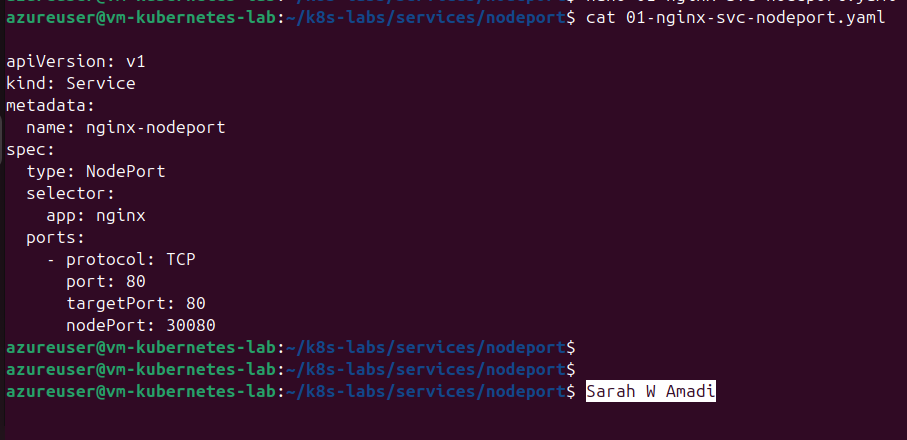 azureuser@vm-kubernetes-lab:~/k8s-labs/services/nodeport$ cat 01-nginx-svc-nodeport.yaml
apiVersion: v1
kind: Service
metadata:
  name: nginx-nodeport
spec:
  type: NodePort
  selector:
    app: nginx
  ports:
    - protocol: TCP
      port: 80
      targetPort: 80
      nodePort: 30080
azureuser@vm-kubernetes-lab:~/k8s-labs/services/nodeport$
azureuser@vm-kubernetes-lab:~/k8s-labs/services/nodeport$
azureuser@vm-kubernetes-lab:~/k8s-labs/services/nodeport$ Sarah W Amadi